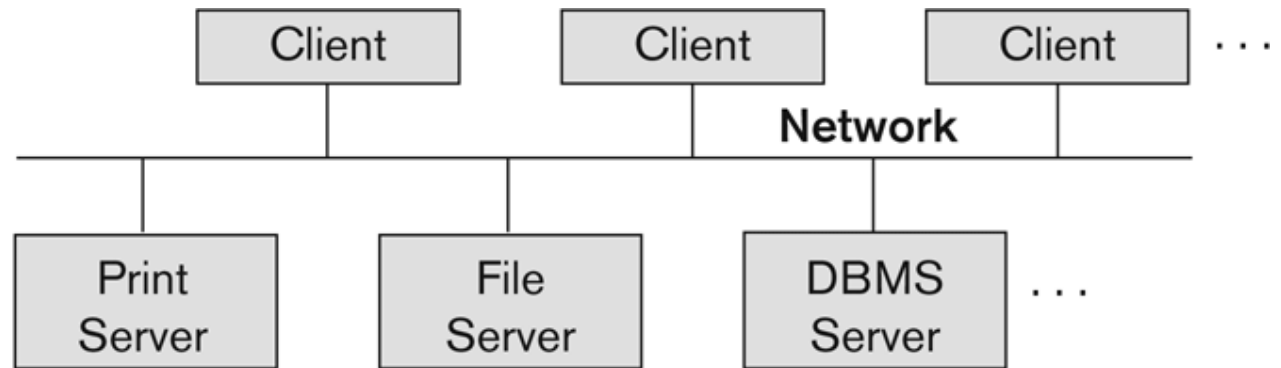 Client Client Client . . .
Network
Print File DBMS
Server Server Server . . .